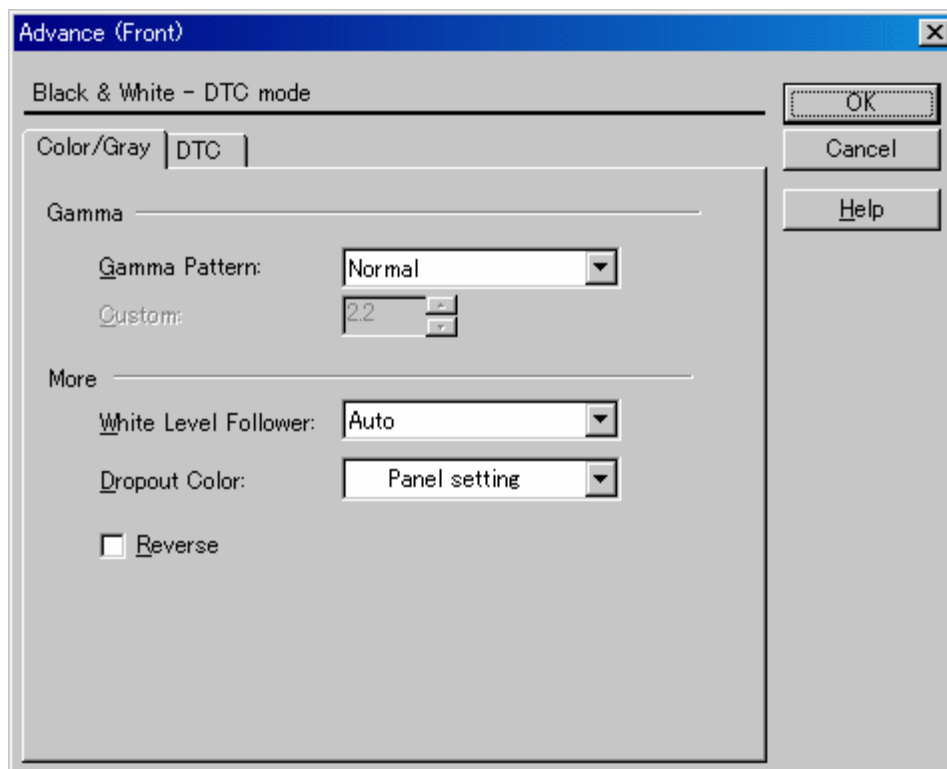 Advance (Front)
Black & White - DTC mode
OK
Color/Gray DTC
Cancel
Help
Gamma
Gamma Pattern: Normal
Custom: 2.2
More
White Level Follower: Auto
Dropout Color: Panel setting
Reverse